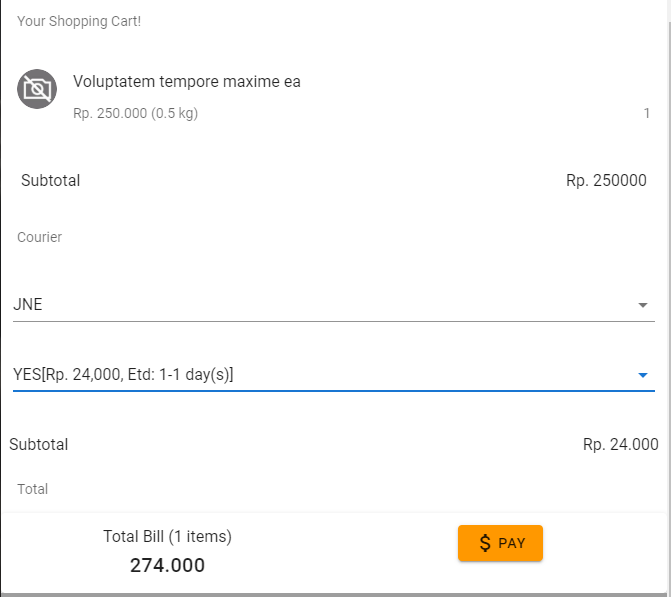 Your Shopping Cart!
Voluptatem tempore maxime ea
Rp. 250.000 (0.5 kg) 1
Subtotal Rp. 250000
Courier
JNE
YES[Rp. 24,000, Etd: 1-1 day(s)]
Subtotal Rp. 24.000
Total
Total Bill (1 items)
274.000
$ PAY